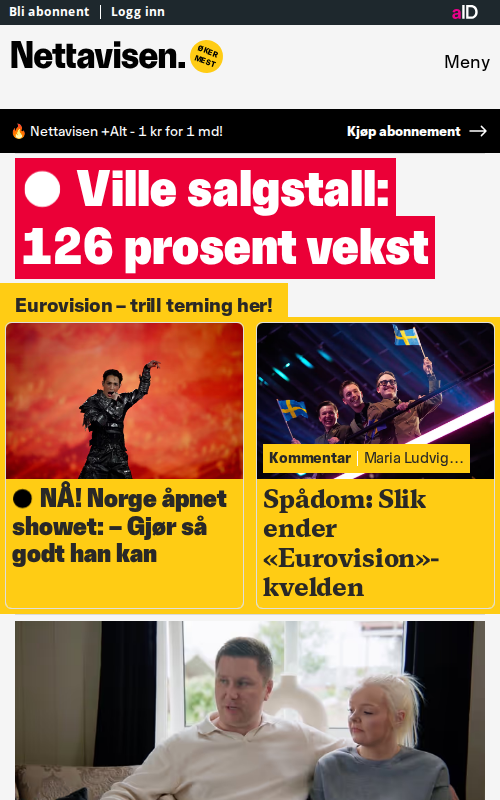 Bli abonnent
Logg inn
aID
Nettavisen.
ØKER
MEST
Meny
Nettavisen +Alt - 1 kr for 1 md!
Kjøp abonnement
Ville salgstall:
126 prosent vekst
Eurovision – trill terning her!
NÅ! Norge åpnet
showet: – Gjør så
godt han kan
Kommentar
Maria Ludvig...
Spådom: Slik
ender
«Eurovision»-
kvelden